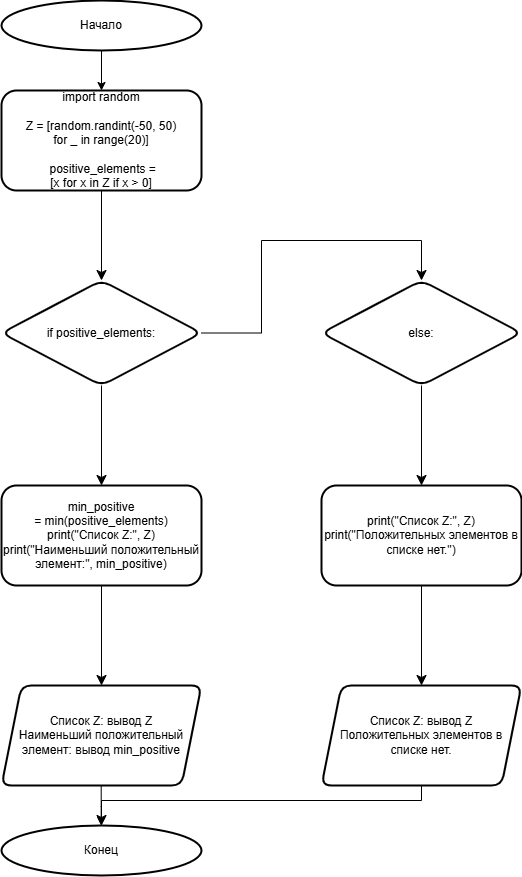 Начало
import random
Z = [random.randint(-50, 50)
for _ in range(20)]
positive_elements =
[x for x in Z if x > 0]
if positive_elements:
else:
min_positive
= min(positive_elements)
print("Список Z:", Z)
print("Наименьший положительный
элемент:", min_positive)
print("Список Z:", Z)
print("Положительных элементов в
списке нет.")
Список Z: вывод Z
Наименьший положительный
элемент: вывод min_positive
Список Z: вывод Z
Положительных элементов в
списке нет.
Конец